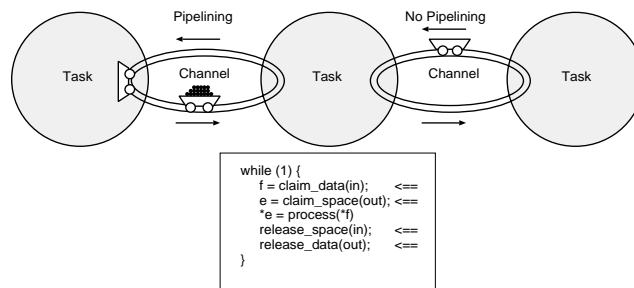 Pipelining
No Pipelining
Task
Channel
Task
Channel
Task
while (1) {
f = claim_data(in); <==
e = claim_space(out); <==
*e = process(*f)
release_space(in); <==
release_data(out); <==
}